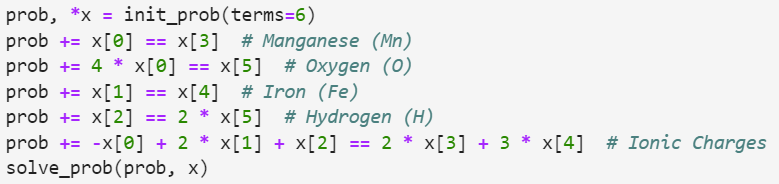 prob, *x = init_prob(terms=6)
prob += x[0] == x[3]  # Manganese (Mn)
prob += 4 * x[0] == x[5]  # Oxygen (O)
prob += x[1] == x[4]  # Iron (Fe)
prob += x[2] == 2 * x[5]  # Hydrogen (H)
prob += -x[0] + 2 * x[1] + x[2] == 2 * x[3] + 3 * x[4]  # Ionic Charges
solve_prob(prob, x)